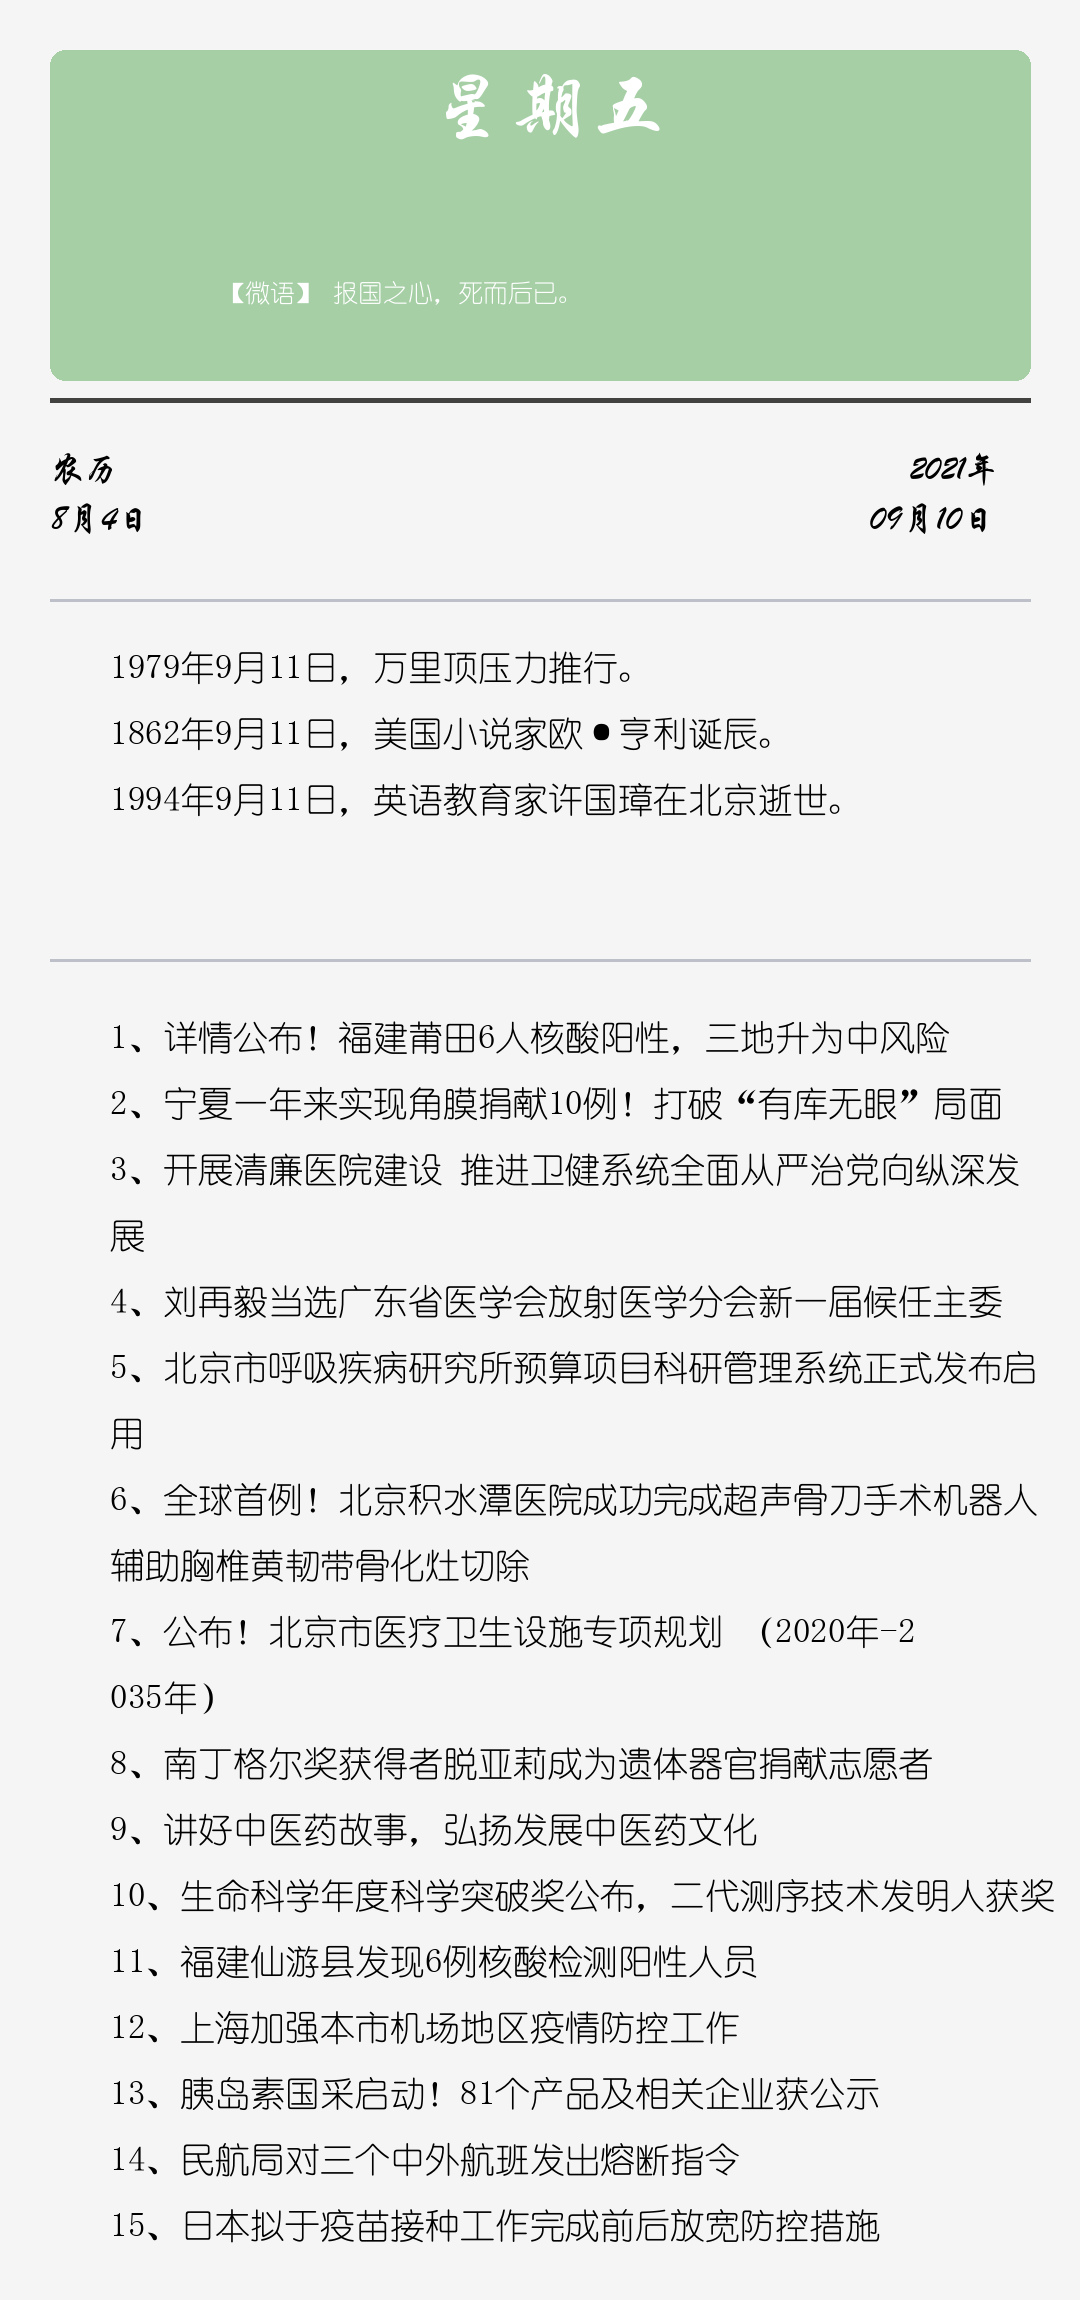 星期五
【微语】 报国之心，死而后已。
农历
8月4日
2021年
09月10日
1979年9月11日，万里顶压力推行。
1862年9月11日，美国小说家欧●亨利诞辰。
1994年9月11日，英语教育家许国璋在北京逝世。
1、详情公布！福建莆田6人核酸阳性，三地升为中风险
2、宁夏一年来实现角膜捐献10例！打破“有库无眼”局面
3、开展清廉医院建设 推进卫健系统全面从严治党向纵深发
展
4、刘再毅当选广东省医学会放射医学分会新一届候任主委
5、北京市呼吸疾病研究所预算项目科研管理系统正式发布启
用
6、全球首例！北京积水潭医院成功完成超声骨刀手术机器人
辅助胸椎黄韧带骨化灶切除
7、公布！北京市医疗卫生设施专项规划 （2020年-2
035年）
8、南丁格尔奖获得者脱亚莉成为遗体器官捐献志愿者
9、讲好中医药故事，弘扬发展中医药文化
10、生命科学年度科学突破奖公布，二代测序技术发明人获奖
11、福建仙游县发现6例核酸检测阳性人员
12、上海加强本市机场地区疫情防控工作
13、胰岛素国采启动！81个产品及相关企业获公示
14、民航局对三个中外航班发出熔断指令
15、日本拟于疫苗接种工作完成前后放宽防控措施